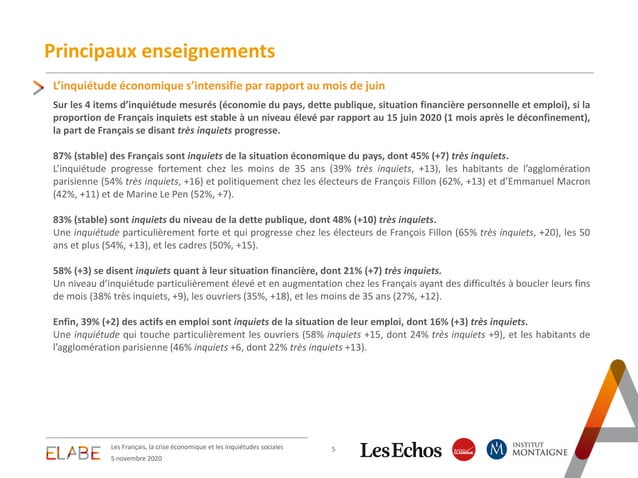 Principaux enseignements
L’inquiétude économique s’intensifie par rapport au mois de juin
Sur les 4 items d’inquiétude mesurés (économie du pays, dette publique, situation financière personnelle et emploi), si la
proportion de Français inquiets est stable à un niveau élevé par rapport au 15 juin 2020 (1 mois après le déconfinement),
la part de Français se disant très inquiets progresse.
87% (stable) des Français sont inquiets de la situation économique du pays, dont 45% (+7) très inquiets.
L’inquiétude progresse fortement chez les moins de 35 ans (39% très inquiets, +13), les habitants de l’agglomération
parisienne (54% très inquiets, +16) et politiquement chez les électeurs de François Fillon (62%, +13) et d’Emmanuel Macron
(42%, +11) et de Marine Le Pen (52%, +7).
83% (stable) sont inquiets du niveau de la dette publique, dont 48% (+10) très inquiets.
Une inquiétude particulièrement forte et qui progresse chez les électeurs de François Fillon (65% très inquiets, +20), les 50
ans et plus (54%, +13), et les cadres (50%, +15).
58% (+3) se disent inquiets quant à leur situation financière, dont 21% (+7) très inquiets.
Un niveau d’inquiétude particulièrement élevé et en augmentation chez les Français ayant des difficultés à boucler leurs fins
de mois (38% très inquiets, +9), les ouvriers (35%, +18), et les moins de 35 ans (27%, +12).
Enfin, 39% (+2) des actifs en emploi sont inquiets de la situation de leur emploi, dont 16% (+3) très inquiets.
Une inquiétude qui touche particulièrement les ouvriers (58% inquiets +15, dont 24% très inquiets +9), et les habitants de
l’agglomération parisienne (46% inquiets +6, dont 22% très inquiets +13).
ELABE
Les Français, la crise économique et les inquiétudes sociales
5 novembre 2020
5
Les Echos
RADIO CLASSIQUE
M
INSTITUT
MONTAIGNE